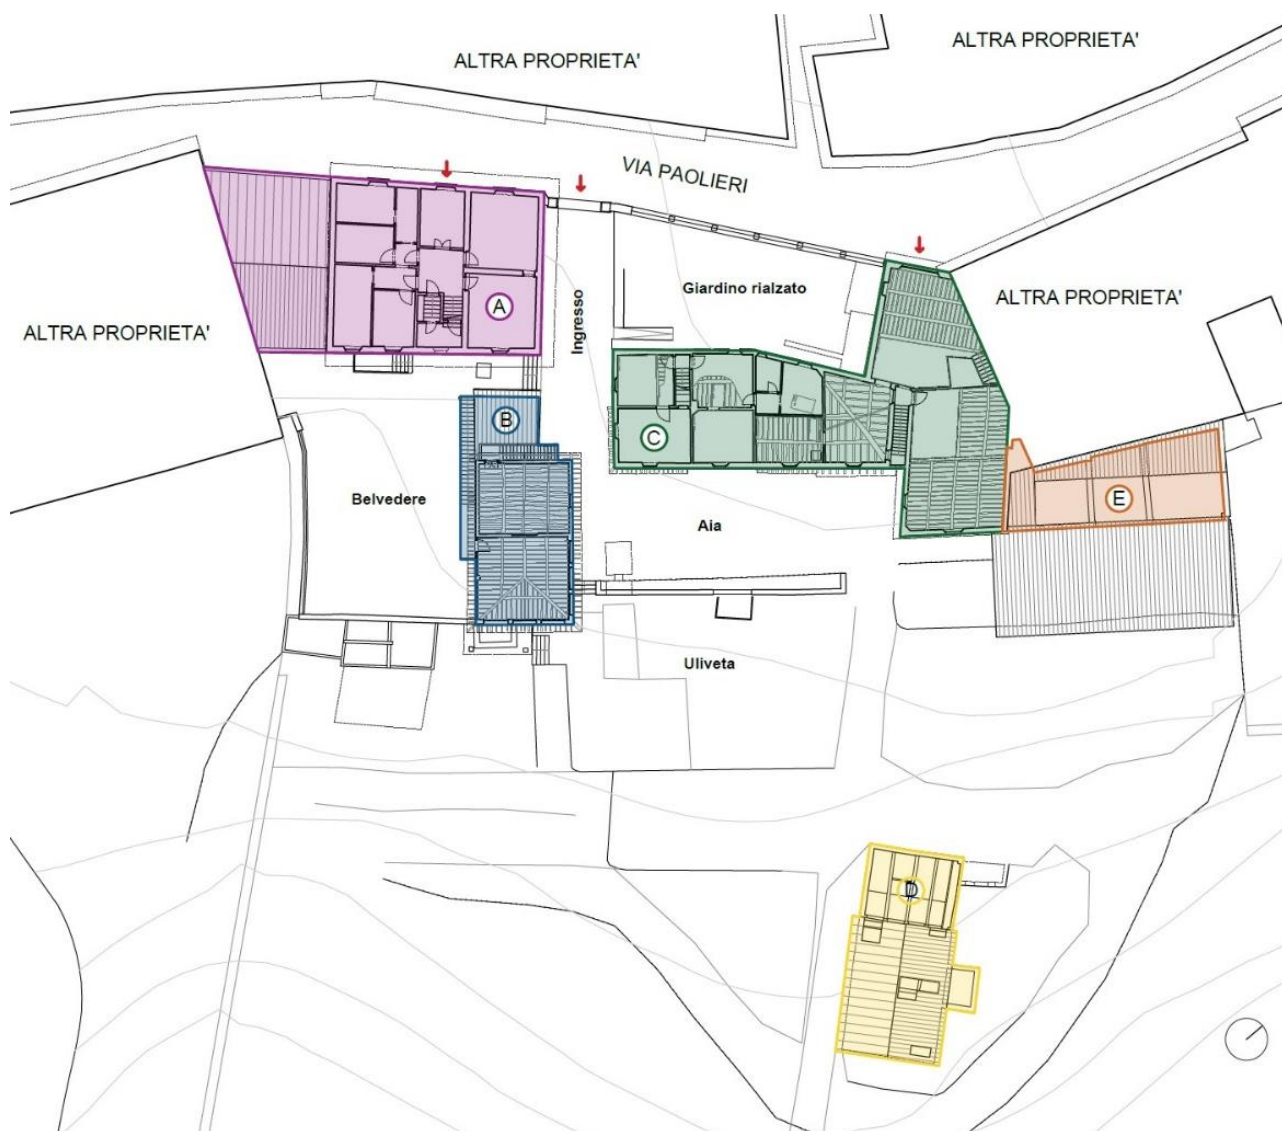 ALTRA PROPRIETA'
ALTRA PROPRIETA'
VIA PAOLIERI
Giardino rialzato
ALTRA PROPRIETA'
A
Ingresso
ALTRA PROPRIETA'
B
C
Belvedere
E
Aia
Uliveta
D